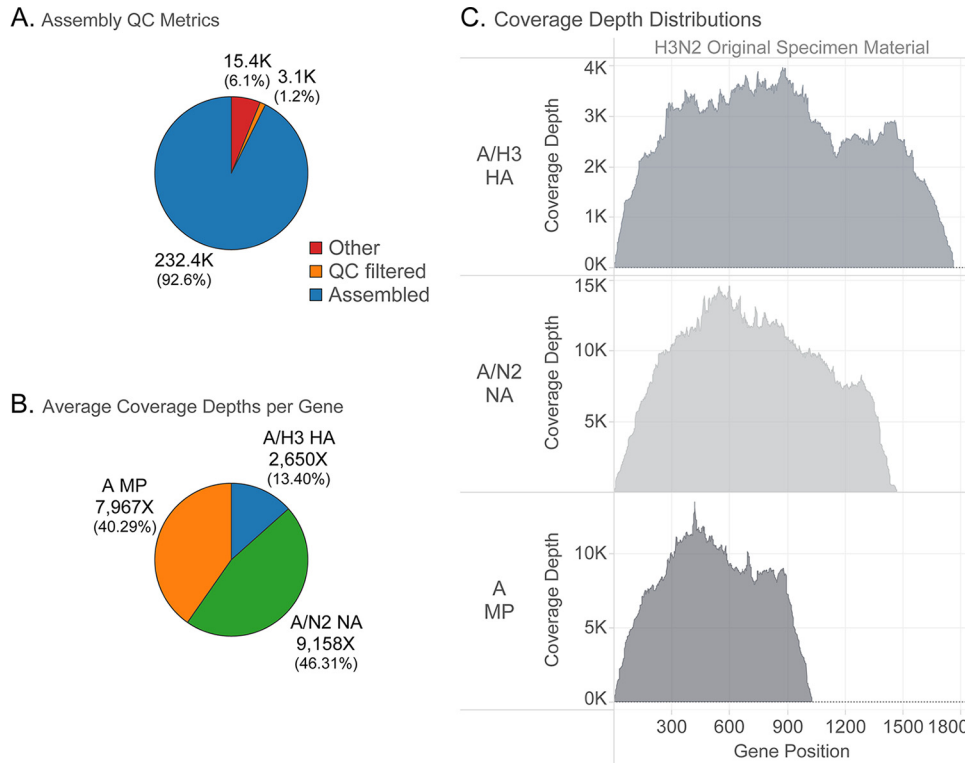 A. Assembly QC Metrics
15.4K
(6.1%)
3.1K
(1.2%)
232.4K
(92.6%)
Other
QC filtered
Assembled
B. Average Coverage Depths per Gene
A/H3 HA
2,650X
(13.40%)
A MP
7,967X
(40.29%)
A/N2 NA
9,158X
(46.31%)
C. Coverage Depth Distributions
H3N2 Original Specimen Material
A/H3
HA
Coverage Depth
4K
3K
2K
1K
0K
A/N2
NA
Coverage Depth
15K
10K
5K
A
MP
Coverage Depth
10K
5K
0K
300 600 900 1200 1500 1800
Gene Position